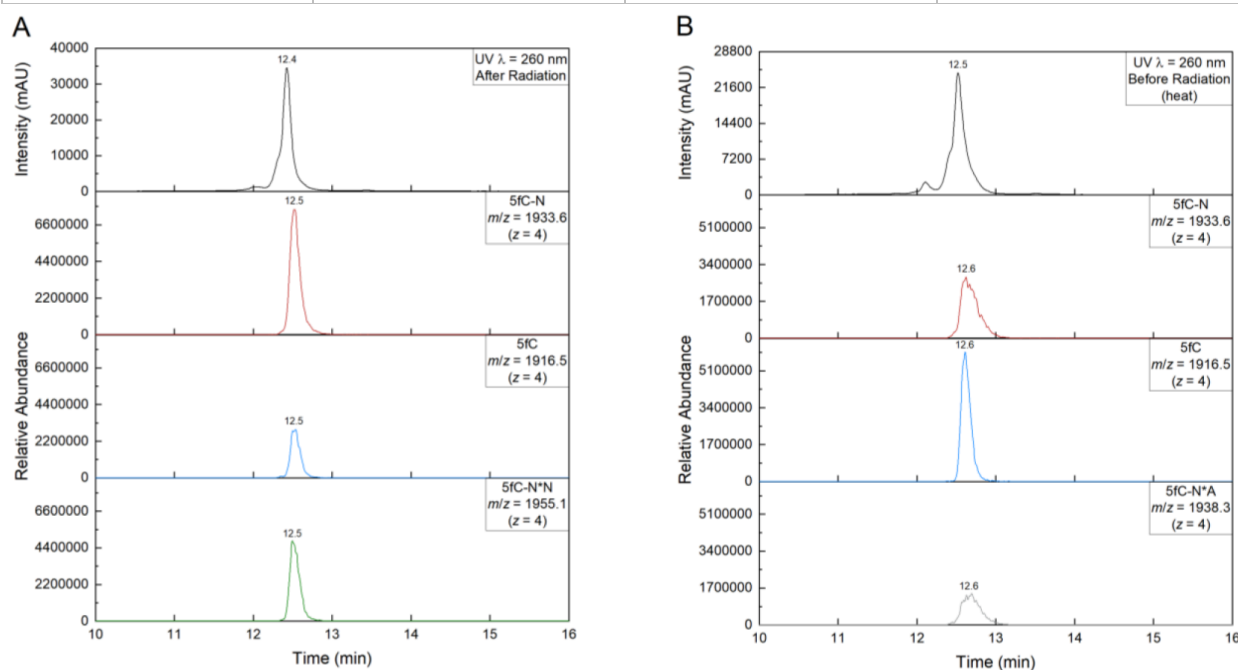 A
40000
30000
20000
10000
0
Intensity (mAU)
12.4
UV λ = 260 nm
After Radiation
6600000
4400000
2200000
0
12.5
5fC-N
m/z = 1933.6
(z = 4)
Relative Abundance
6600000
4400000
2200000
0
12.5
5fC
m/z = 1916.5
(z = 4)
6600000
4400000
2200000
0
12.5
5fC-N*N
m/z = 1955.1
(z = 4)
10 11 12 13 14 15 16
Time (min)
B
28800
21600
14400
7200
0
Intensity (mAU)
12.5
UV λ = 260 nm
Before Radiation
(heat)
5100000
3400000
1700000
0
12.6
5fC-N
m/z = 1933.6
(z = 4)
Relative Abundance
5100000
3400000
1700000
0
12.6
5fC
m/z = 1916.5
(z = 4)
5100000
3400000
1700000
0
12.6
5fC-N*A
m/z = 1938.3
(z = 4)
10 11 12 13 14 15 16
Time (min)